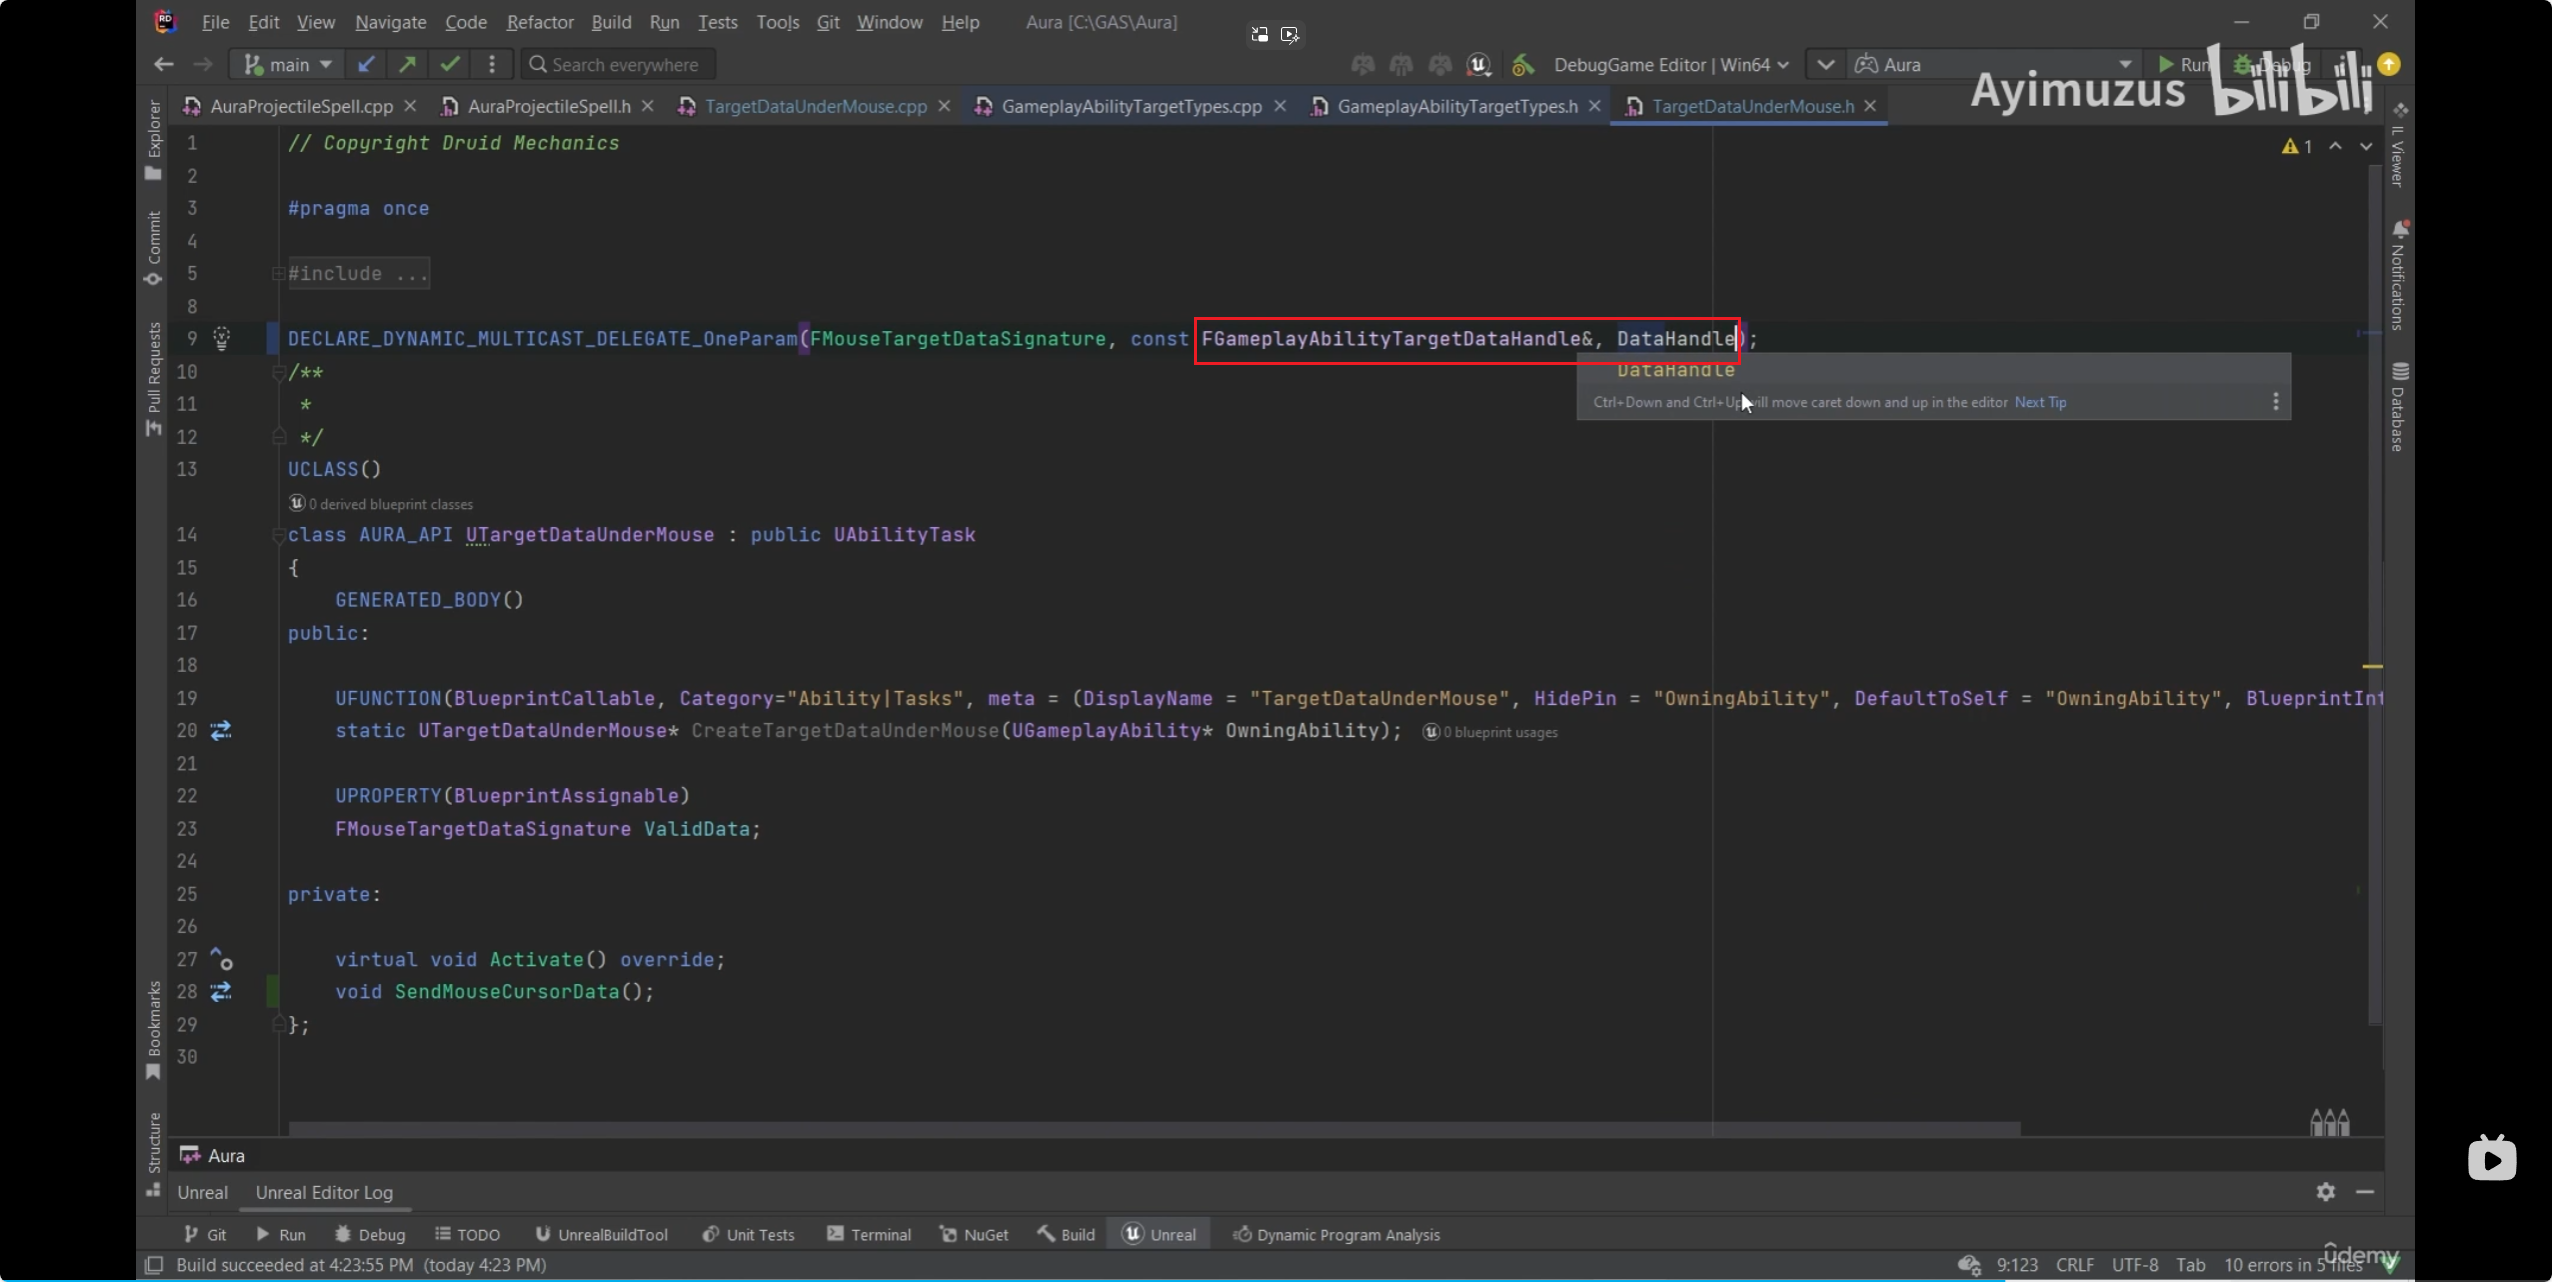 File Edit View Navigate Code Refactor Build Run Tests Tools Git Window Help Aura [C:\GAS\Aura]
main Search everywhere DebugGame Editor | Win64 Aura Run Debug
Ayimuzus bilibili
AuraProjectileSpell.cpp AuraProjectileSpell.h TargetDataUnderMouse.cpp GameplayAbilityTargetTypes.cpp GameplayAbilityTargetTypes.h TargetDataUnderMouse.h
Explorer
Commit
Pull Requests
Bookmarks
Structure
1 // Copyright Druid Mechanics
1
2
3 #pragma once
4
5 #include ...
8
9 DECLARE_DYNAMIC_MULTICAST_DELEGATE_OneParam(FMouseTargetDataSignature, const FGameplayAbilityTargetDataHandle&, DataHandle);
10 /**
DataHandle
11 *
Ctrl+Down and Ctrl+Up will move caret down and up in the editor Next Tip
12 */
13 UCLASS()
0 derived blueprint classes
14 class AURA_API UTargetDataUnderMouse : public UAbilityTask
15 {
16 GENERATED_BODY()
17 public:
18
19 UFUNCTION(BlueprintCallable, Category="Ability|Tasks", meta = (DisplayName = "TargetDataUnderMouse", HidePin = "OwningAbility", DefaultToSelf = "OwningAbility", BlueprintInt
20 static UTargetDataUnderMouse* CreateTargetDataUnderMouse(UGameplayAbility* OwningAbility); 0 blueprint usages
21
22 UPROPERTY(BlueprintAssignable)
23 FMouseTargetDataSignature ValidData;
24
25 private:
26
27 virtual void Activate() override;
28 void SendMouseCursorData();
29 };
30
IL Viewer
Notifications
Database
Aura
Unreal Unreal Editor Log
Git Run Debug TODO UnrealBuildTool Unit Tests Terminal NuGet Build Unreal Dynamic Program Analysis
Build succeeded at 4:23:55 PM (today 4:23 PM) 9:123 CRLF UTF-8 Tab 10 errors in 5 files
udemy